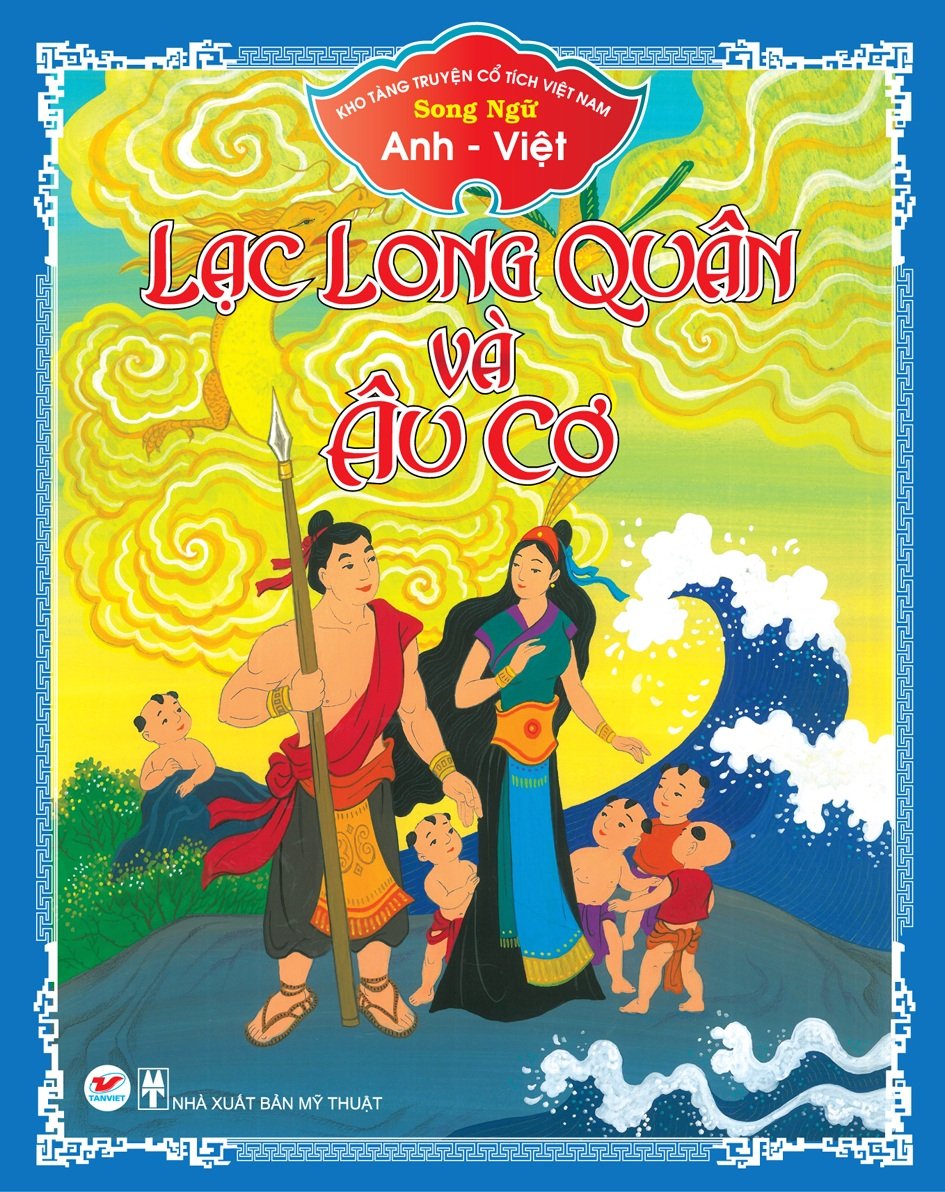 KHO TÀNG TRUYỆN CỔ TÍCH VIỆT NAM
Song Ngữ
Anh - Việt
LẠC LONG QUÂN
VÀ
ÂU CƠ
TANVIET
NHÀ XUẤT BẢN MỸ THUẬT